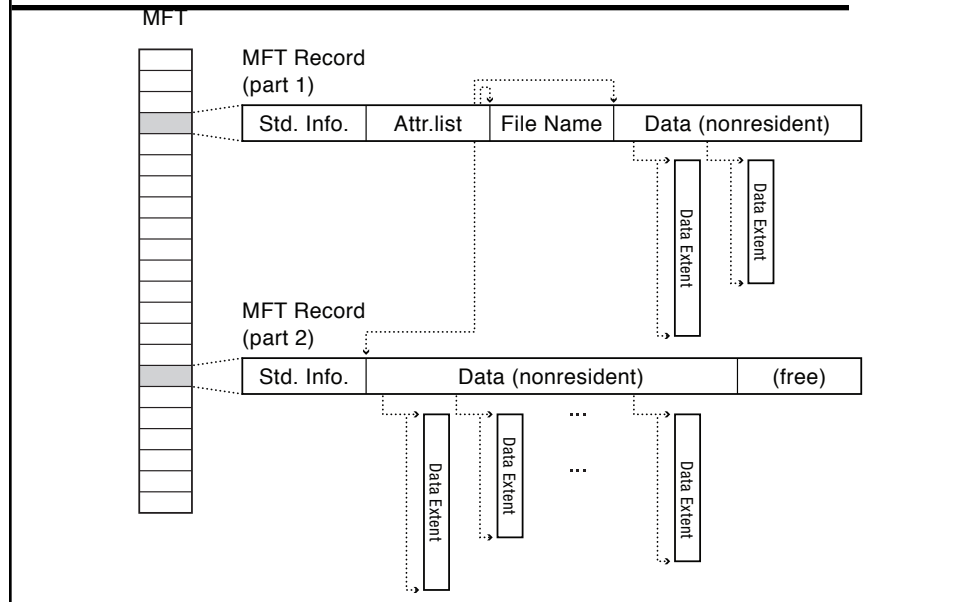 MFT
MFT Record
(part 1)
Std. Info.
Attr.list
File Name
Data (nonresident)
Data Extent
Data Extent
MFT Record
(part 2)
Std. Info.
Data (nonresident)
(free)
Data Extent
Data Extent
...
...
Data Extent